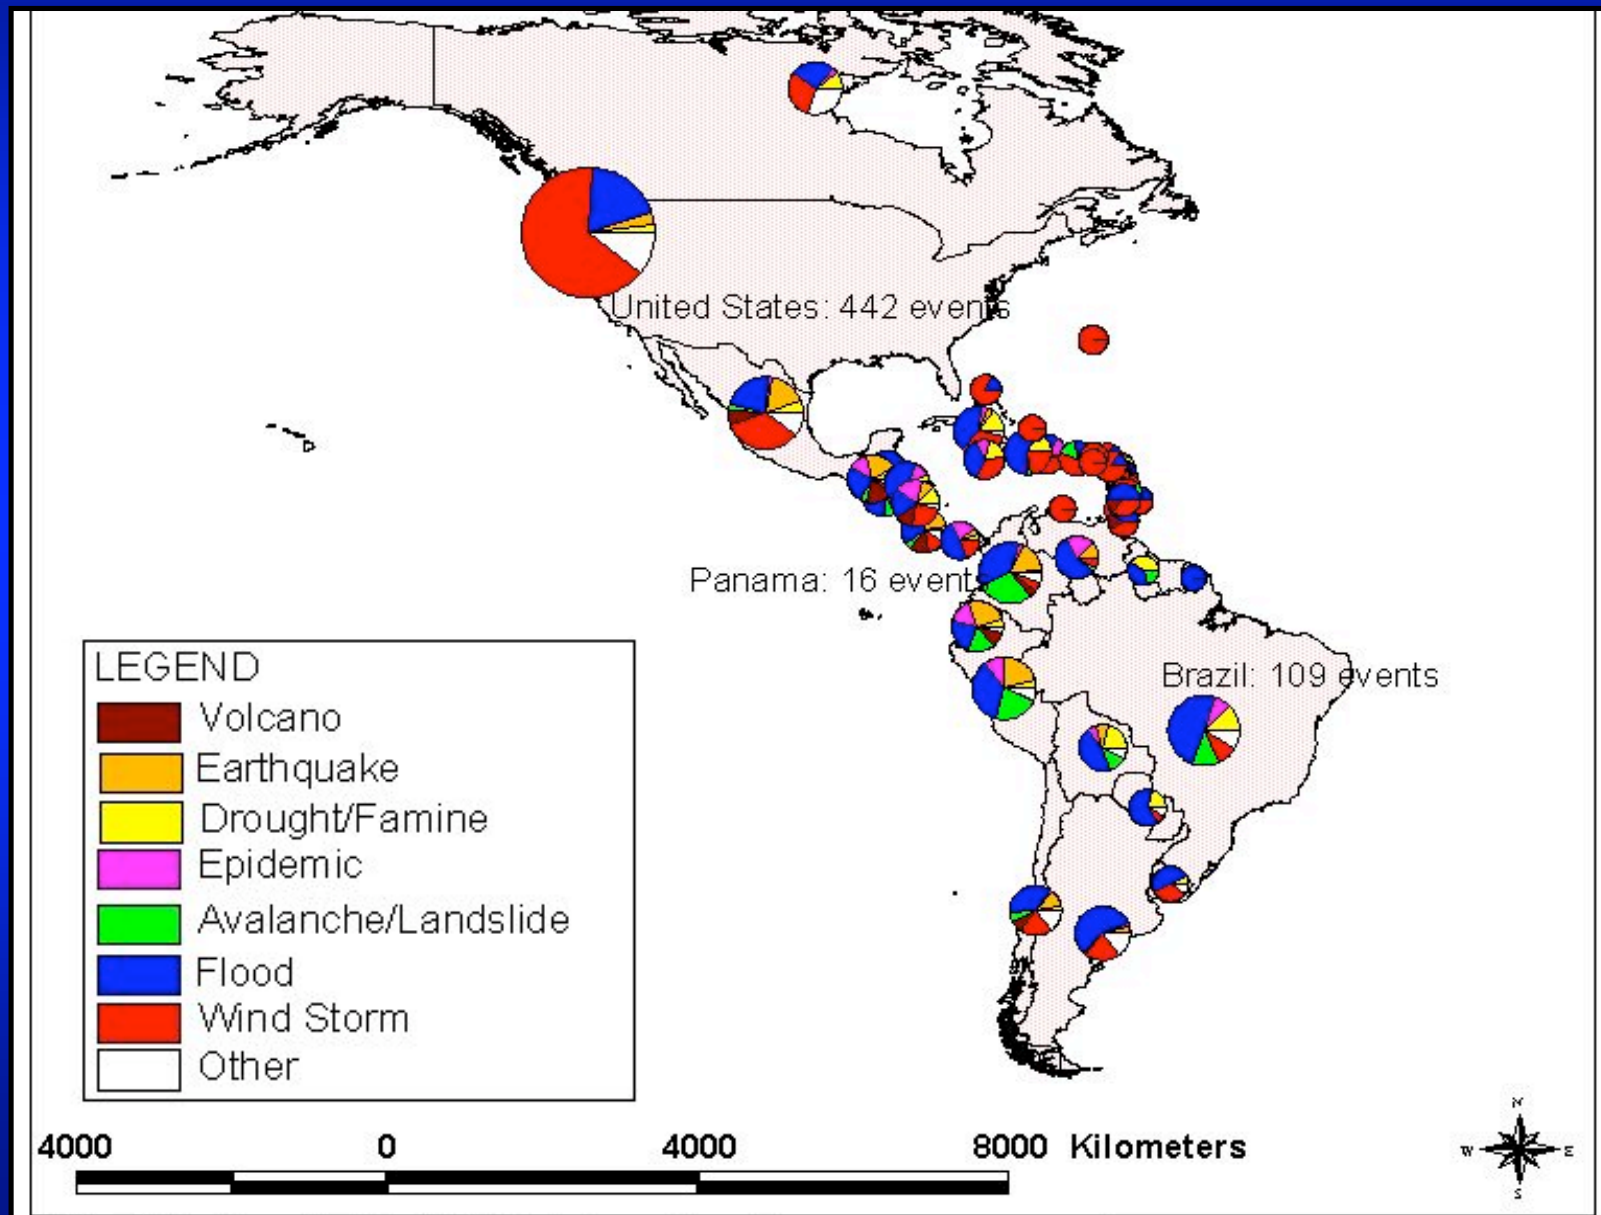 United States: 442 events
Panama: 16 events
Brazil: 109 events
LEGEND
Volcano
Earthquake
Drought/Famine
Epidemic
Avalanche/Landslide
Flood
Wind Storm
Other
4000 0 4000 8000 Kilometers
N
W E
S